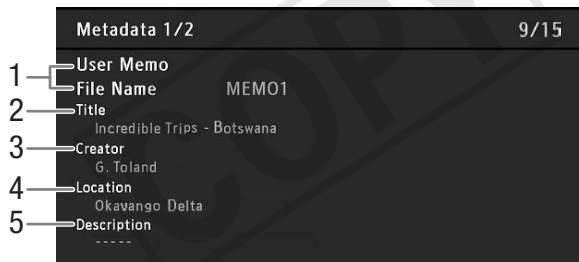 Metadata 1/2 9/15
1 User Memo
File Name MEMO1
2 Title
Incredible Trips - Botswana
3 Creator
G. Toland
4 Location
Okavango Delta
5 Description
-----
COPY